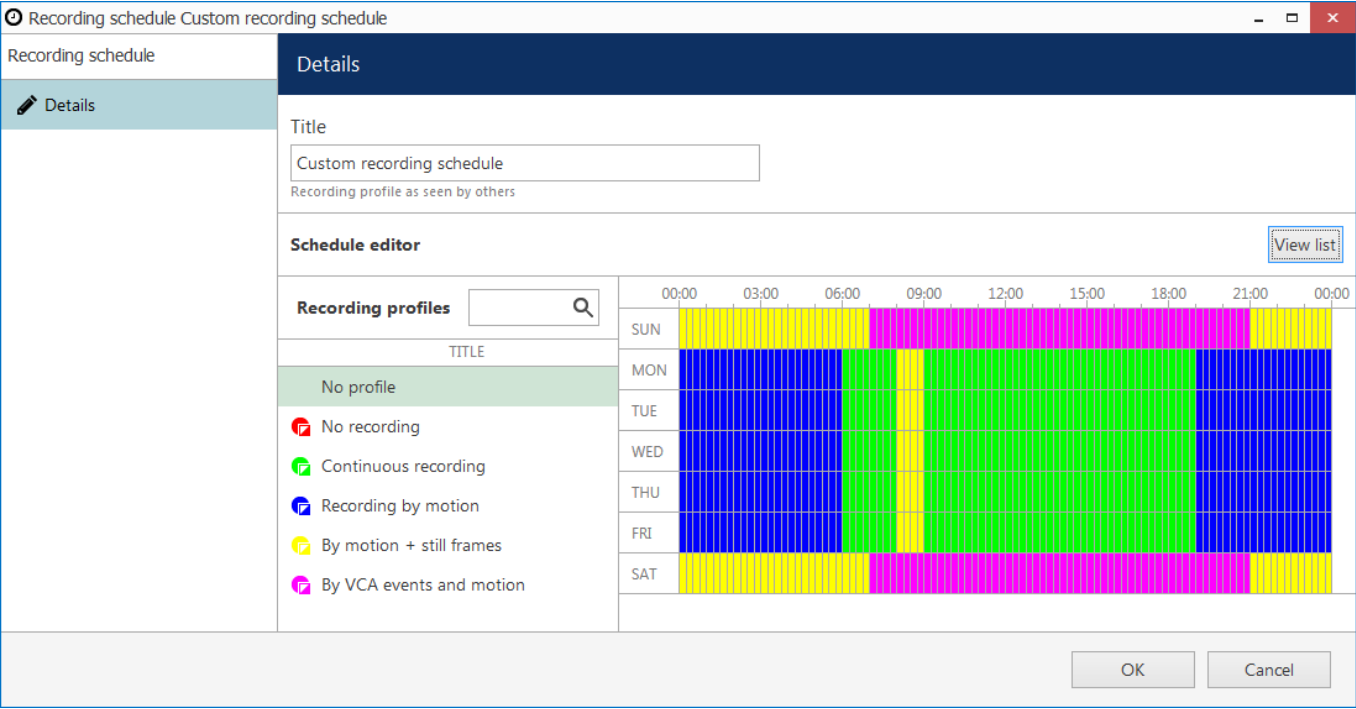 Recording schedule Custom recording schedule
Recording schedule
Details
Details
Title
Custom recording schedule
Recording profile as seen by others
Schedule editor
View list
Recording profiles
TITLE
No profile
No recording
Continuous recording
Recording by motion
By motion + still frames
By VCA events and motion
00:00 03:00 06:00 09:00 12:00 15:00 18:00 21:00 00:00
SUN
MON
TUE
WED
THU
FRI
SAT
OK
Cancel